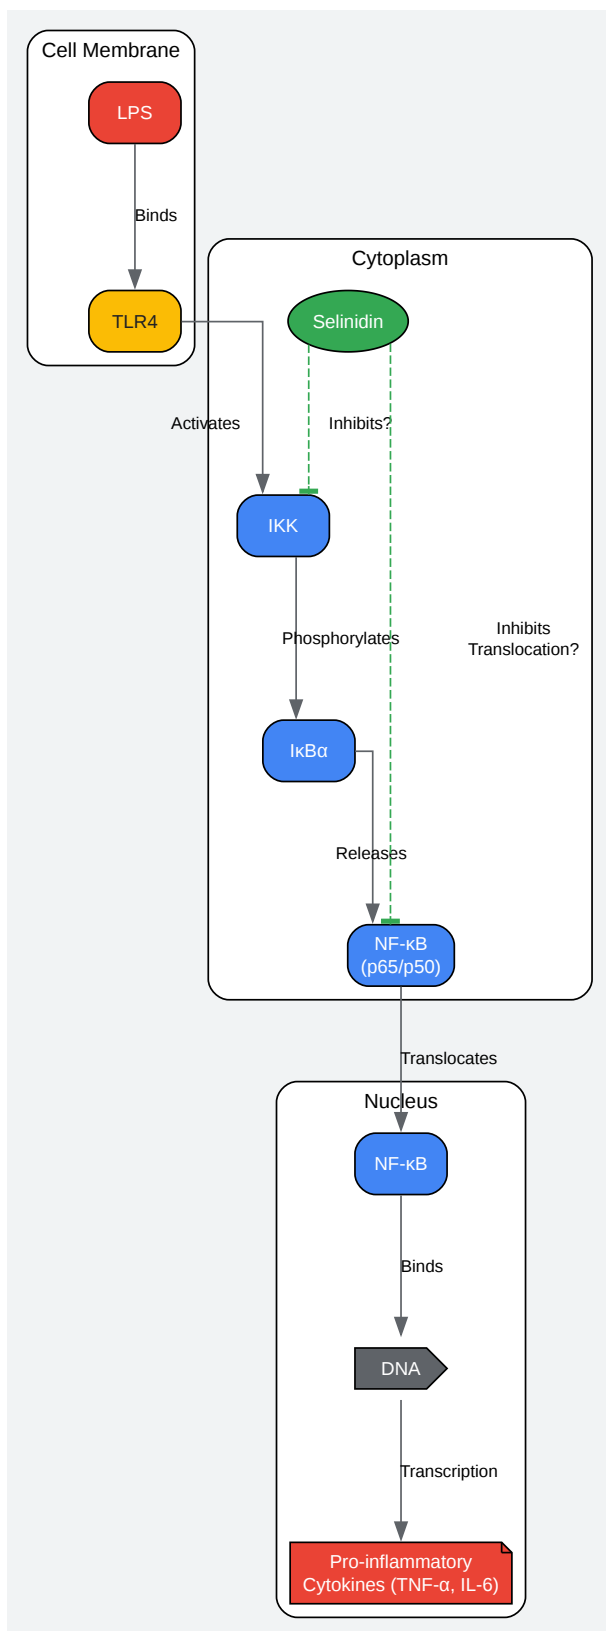 Cell Membrane
LPS
Binds
TLR4
Cytoplasm
Selinidin
Activates
Inhibits?
IKK
Phosphorylates
Inhibits
Translocation?
IκBα
Releases
NF-κB
(p65/p50)
Translocates
Nucleus
NF-κB
Binds
DNA
Transcription
Pro-inflammatory
Cytokines (TNF-α, IL-6)